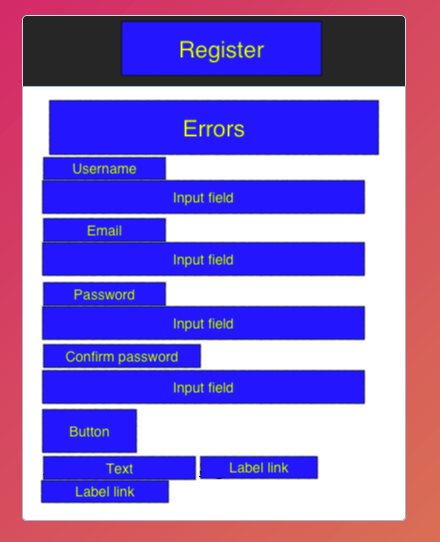 Register
Errors
Username
Input field
Email
Input field
Password
Input field
Confirm password
Input field
Button
Text Label link
Label link